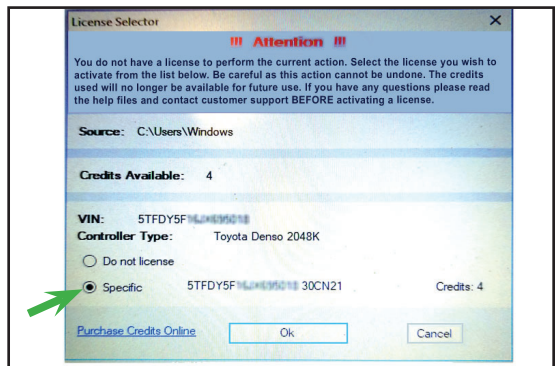 License Selector
!!! Attention !!!
You do not have a license to perform the current action. Select the license you wish to
activate from the list below. Be careful as this action cannot be undone. The credits
used will no longer be available for future use. If you have any questions please read
the help files and contact customer support BEFORE activating a license.
Source: C:\Users\Windows
Credits Available: 4
VIN: 5TFDY5F
Controller Type: Toyota Denso 2048K
Do not license
Specific 5TFDY5F 30CN21 Credits: 4
Purchase Credits Online Ok Cancel